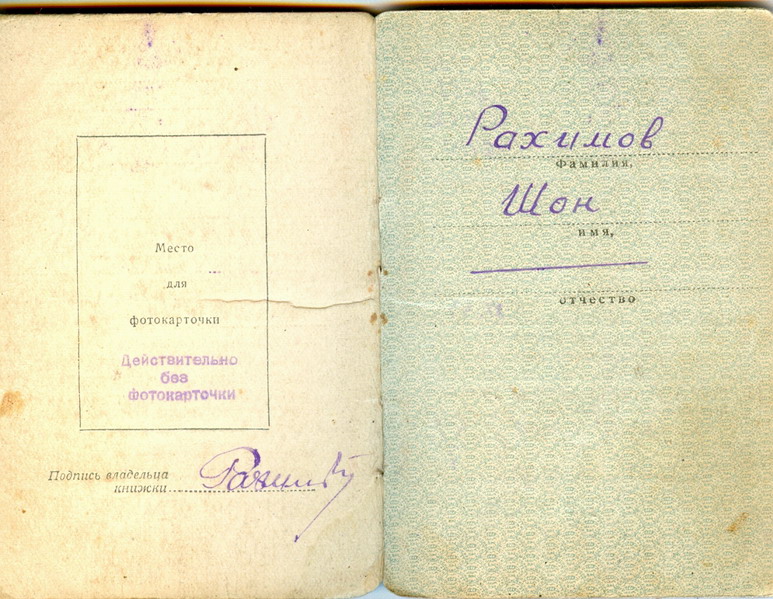 Место
для
фотокарточки
Действительно
без
фотокарточки
Подпись владельца
книжки
Рахимов
Рахимов
Фамилия,
Шон
имя,
отчество